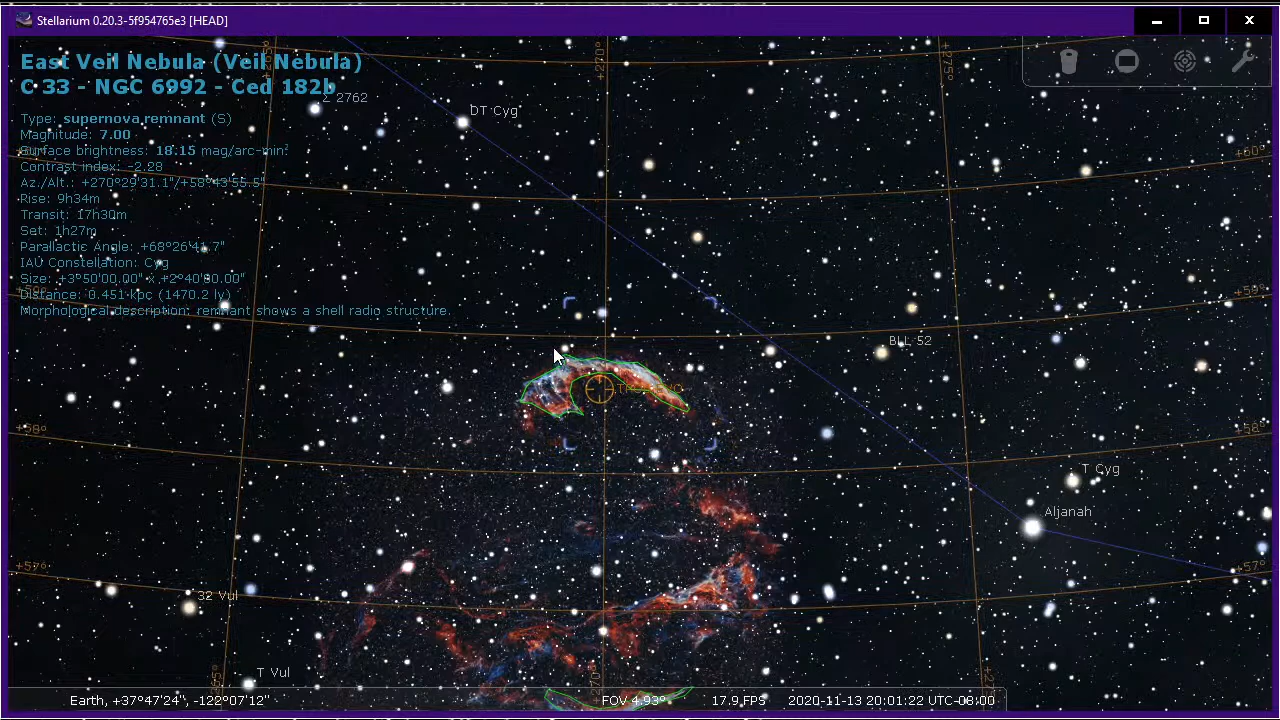 Stellarium 0.20.3-5f954765e3 [HEAD]
East Veil Nebula (Veil Nebula)
C 33 - NGC 6992 - Ced 182b
Σ 2762
DT Cyg
+270°
+275°
Type: supernova remnant (S)
Magnitude: 7.00
Surface brightness: 18.15 mag/arc-min²
Contrast index: -2.28
Az./Alt.: +270°29'31.1"/+58°43'55.5"
Rise: 9h34m
Transit: 17h30m
Set: 1h27m
Parallactic Angle: +68°26'41.7"
IAU Constellation: Cyg
Size: +3°50'00.00" x +2°40'00.00"
Distance: 0.451 kpc (1470.2 ly)
Morphological description: remnant shows a shell radio structure.
+60°
+59°
+59°
BLL 52
+58°
+58°
T Cyg
Aljanah
+57°
+57°
32 Vul
T Vul
+270°
Earth, +37°47'24", -122°07'12"
FOV 4.93°
17.9 FPS
2020-11-13 20:01:22 UTC-08:00